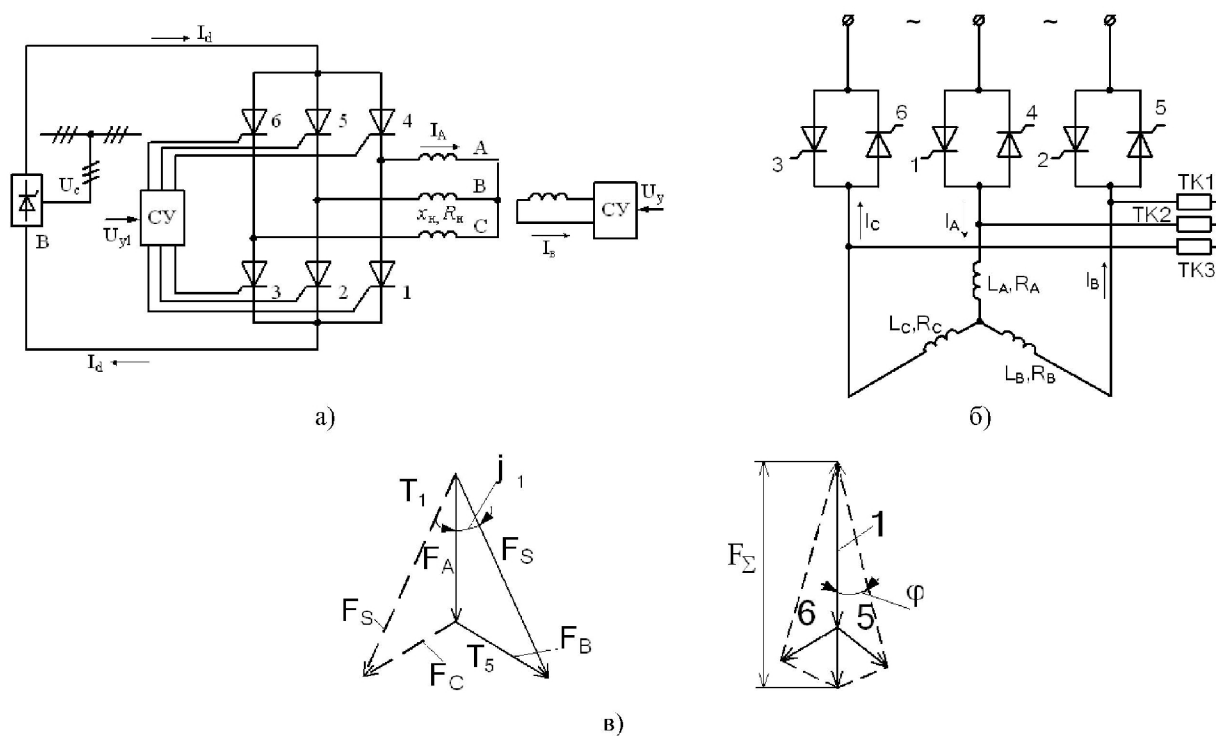 I_d
6
5
4
I_A
A
U_c
СУ
B
x_н, R_н
U_y
СУ
B
U_y1
C
I_в
3
2
1
I_d
а)
~
~
6
4
5
3
1
2
TK1
TK2
TK3
I_C
I_A
I_B
L_A,R_A
L_C,R_C
L_B,R_B
б)
j_1
T_1
F_A
F_S
F_S
F_B
T_5
F_C
F_Σ
1
φ
6
5
в)